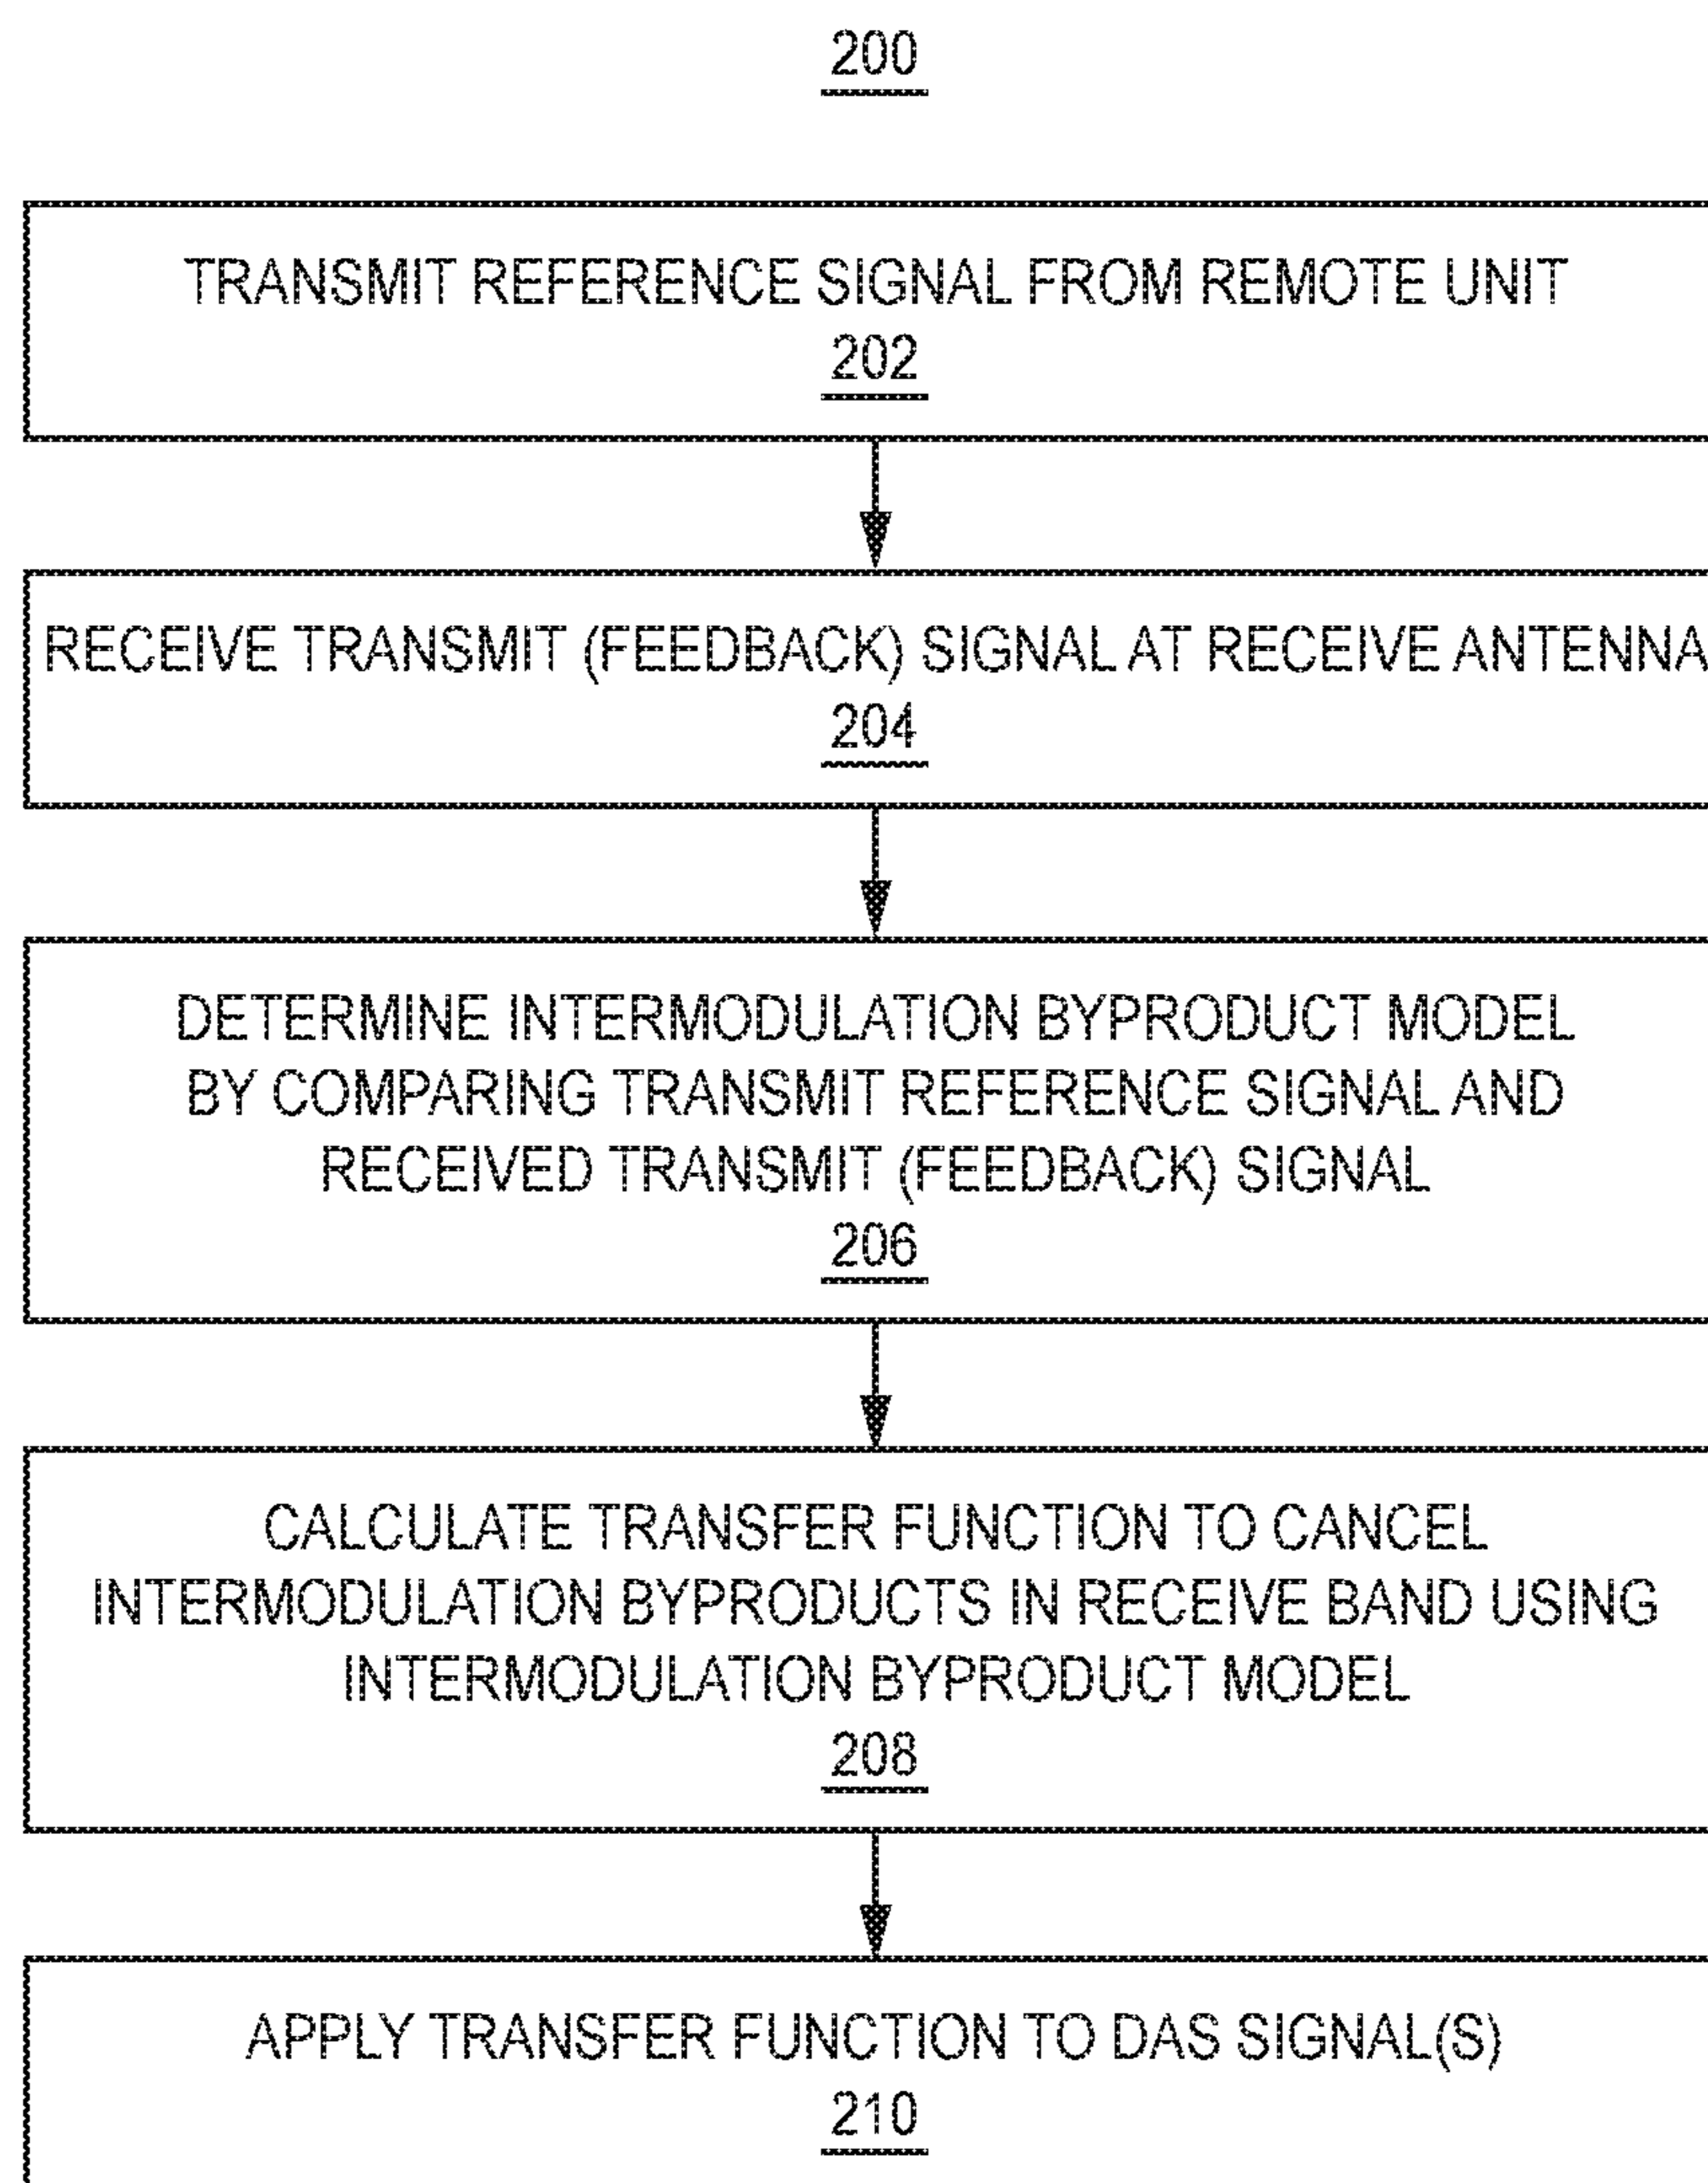 200
TRANSMIT REFERENCE SIGNAL FROM REMOTE UNIT
202
RECEIVE TRANSMIT (FEEDBACK) SIGNAL AT RECEIVE ANTENNA
204
DETERMINE INTERMODULATION BYPRODUCT MODEL
BY COMPARING TRANSMIT REFERENCE SIGNAL AND
RECEIVED TRANSMIT (FEEDBACK) SIGNAL
206
CALCULATE TRANSFER FUNCTION TO CANCEL
INTERMODULATION BYPRODUCTS IN RECEIVE BAND USING
INTERMODULATION BYPRODUCT MODEL
208
APPLY TRANSFER FUNCTION TO DAS SIGNAL(S)
210